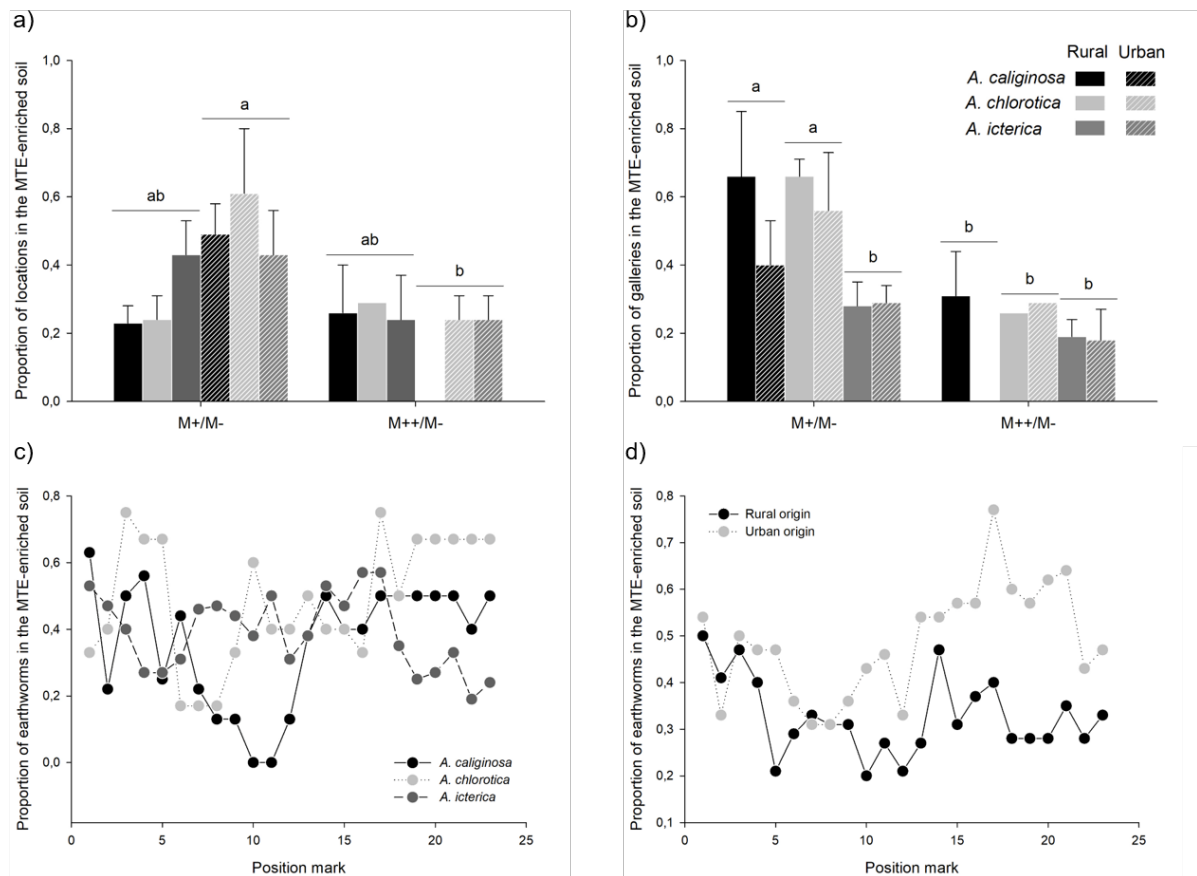 a)
Proportion of locations in the MTE-enriched soil
1,0
0,8
0,6
0,4
0,2
0,0
ab
a
ab
b
M+/M-
M++/M-
b)
Proportion of galleries in the MTE-enriched soil
1,0
0,8
0,6
0,4
0,2
0,0
Rural Urban
A. caliginosa
A. chlorotica
A. icterica
a
a
b
b
b
b
M+/M-
M++/M-
c)
Proportion of earthworms in the MTE-enriched soil
0,8
0,6
0,4
0,2
0,0
A. caliginosa
A. chlorotica
A. icterica
0 5 10 15 20 25
Position mark
d)
Proportion of earthworms in the MTE-enriched soil
0,8
0,7
0,6
0,5
0,4
0,3
0,2
0,1
Rural origin
Urban origin
0 5 10 15 20 25
Position mark